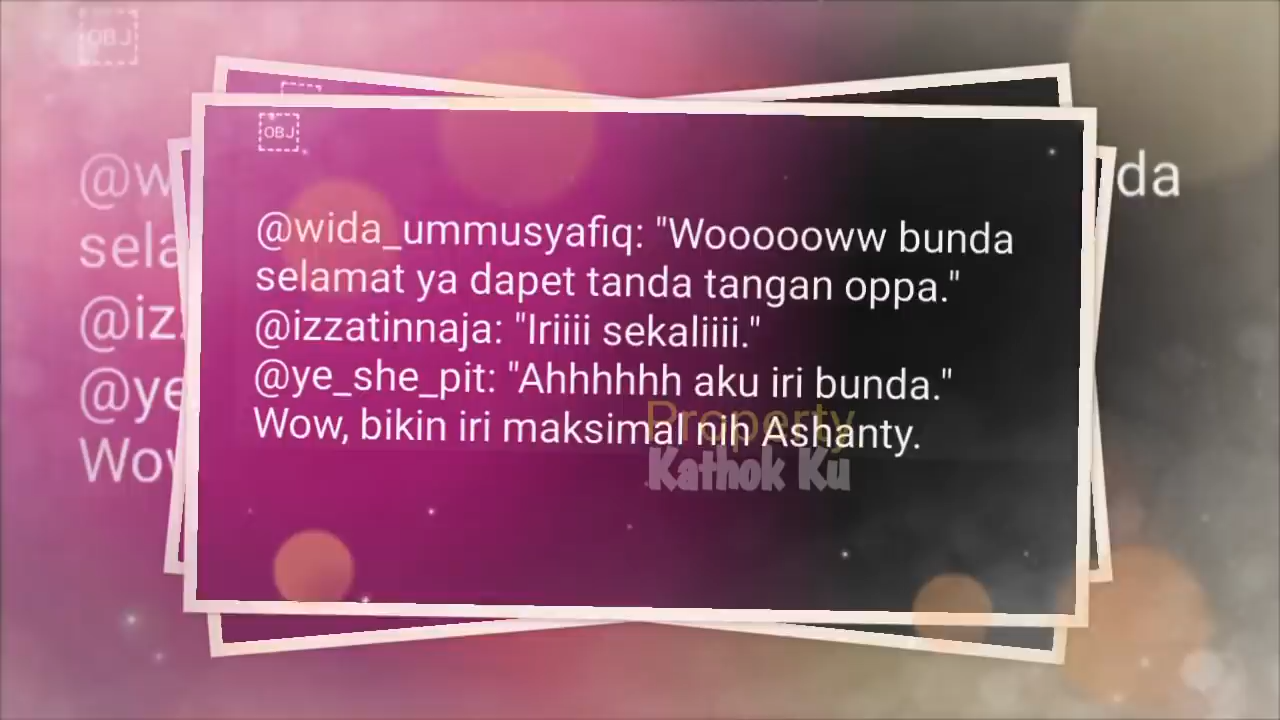 OBJ
OBJ
@wida_ummusyafiq: "Woooooww bunda
selamat ya dapet tanda tangan oppa."
@izzatinnaja: "Iriiii sekaliiii."
@ye_she_pit: "Ahhhhhh aku iri bunda."
Wow, bikin iri maksimal nih Ashanty.
Property
Kathok Ku